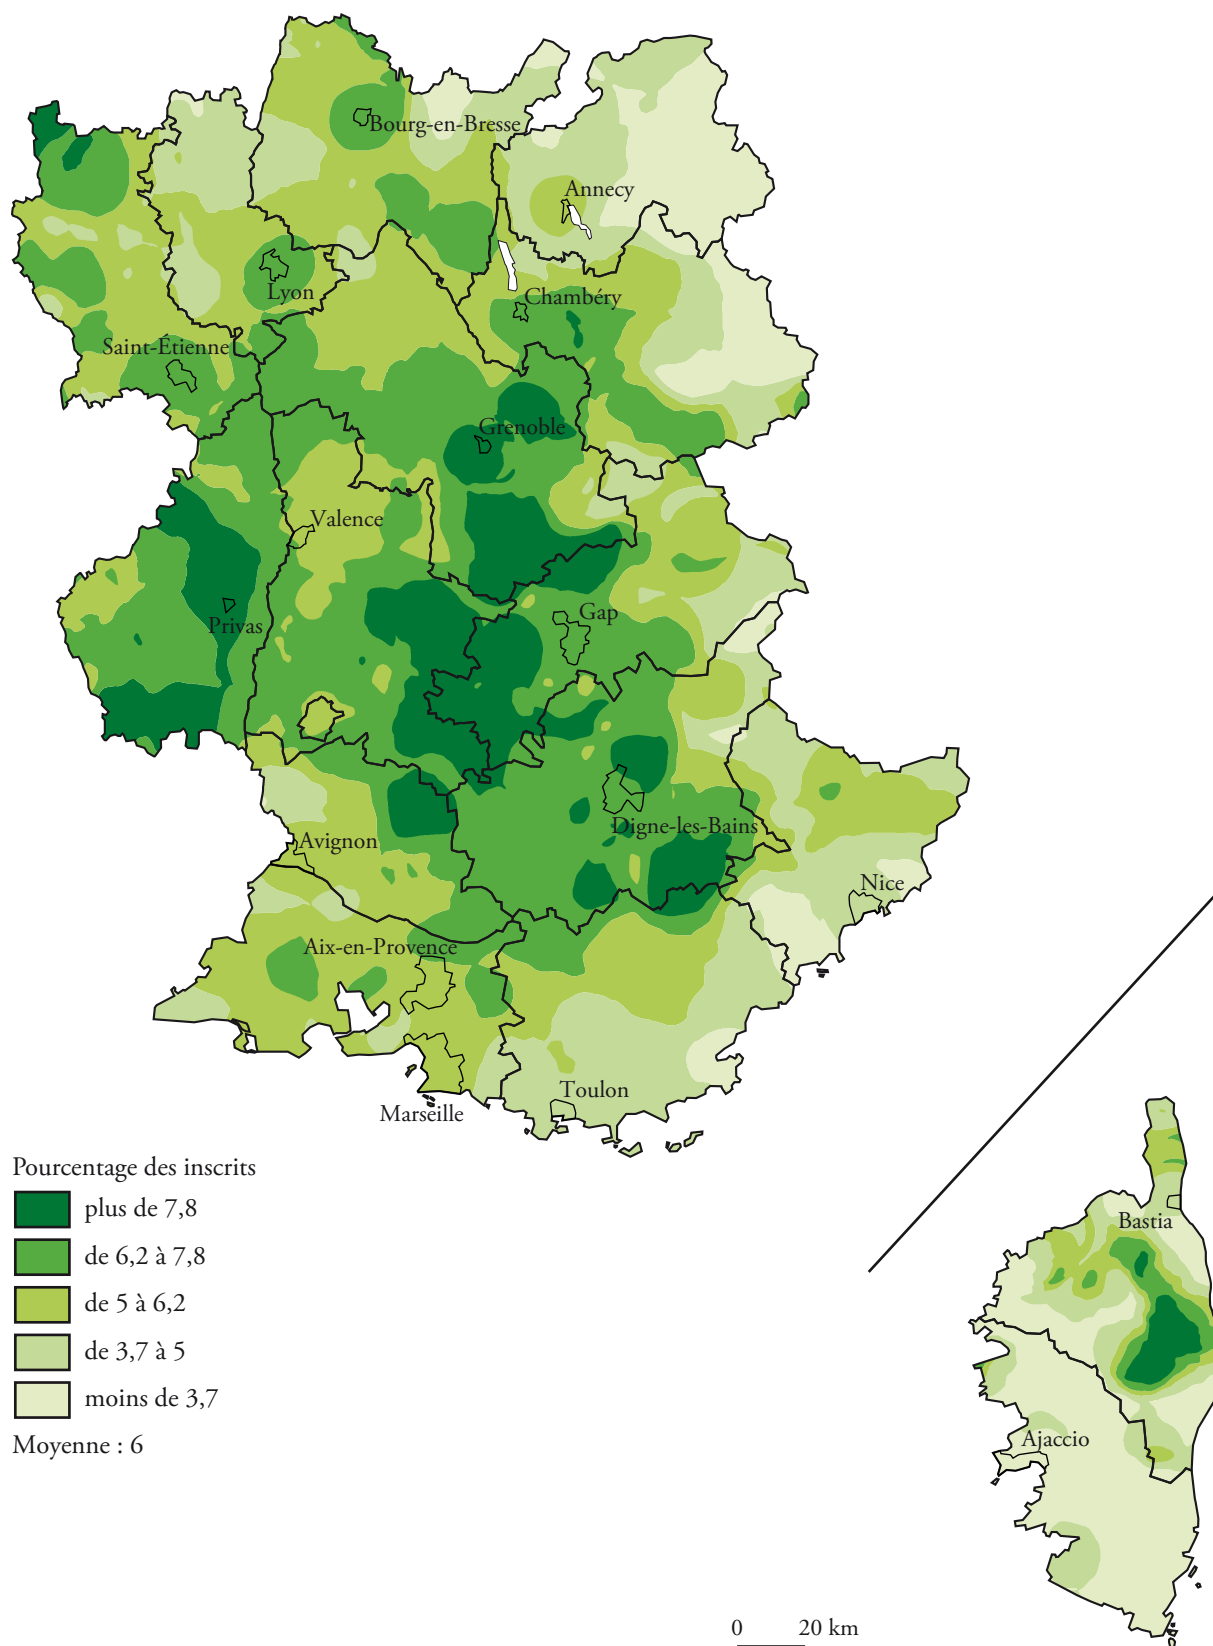 Bourg-en-Bresse
Annecy
Lyon
Chambéry
Saint-Étienne
Grenoble
Valence
Gap
Privas
Digne-les-Bains
Avignon
Nice
Aix-en-Provence
Toulon
Marseille
Pourcentage des inscrits
plus de 7,8
de 6,2 à 7,8
de 5 à 6,2
de 3,7 à 5
moins de 3,7
Moyenne : 6
Bastia
Ajaccio
0 20 km